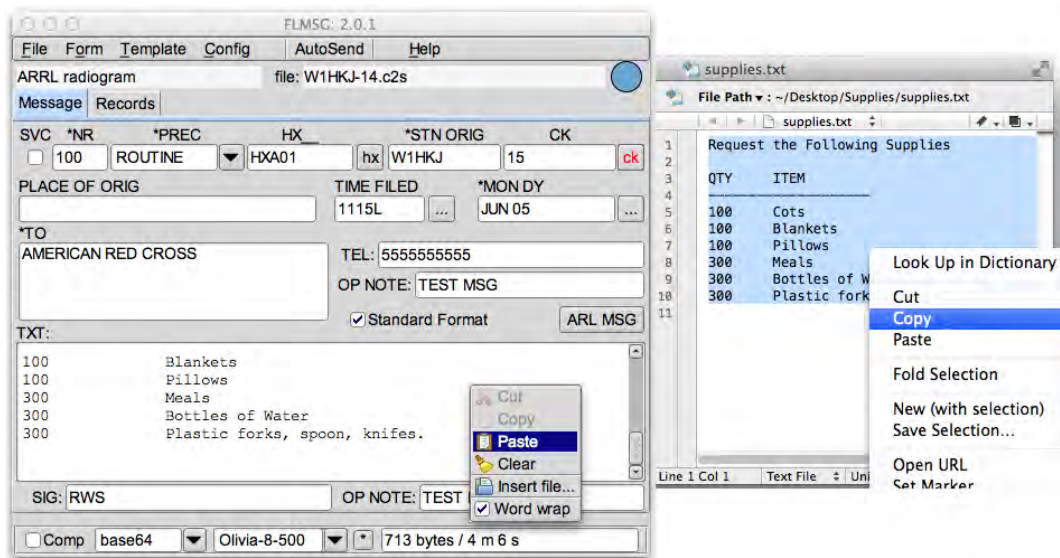 FLMSG: 2.0.1
File Form Template Config AutoSend Help
ARRL radiogram file: W1HKJ-14.c2s
Message Records
SVC *NR *PREC HX__ *STN ORIG CK
100 ROUTINE HXA01 hx W1HKJ 15 ck
PLACE OF ORIG TIME FILED *MON DY
1115L ... JUN 05 ...
*TO
AMERICAN RED CROSS
TEL: 5555555555
OP NOTE: TEST MSG
Standard Format ARL MSG
TXT:
100 Blankets
100 Pillows
300 Meals
300 Bottles of Water
300 Plastic forks, spoon, knifes.
Cut
Copy
Paste
Clear
Insert file...
Word wrap
SIG: RWS OP NOTE: TEST
Comp base64 Olivia-8-500 * 713 bytes / 4 m 6 s
supplies.txt
File Path : ~/Desktop/Supplies/supplies.txt
supplies.txt
1 Request the Following Supplies
2
3 QTY ITEM
4
5 100 Cots
6 100 Blankets
7 100 Pillows
8 300 Meals
9 300 Bottles of W
10 300 Plastic fork
11
Look Up in Dictionary
Cut
Copy
Paste
Fold Selection
New (with selection)
Save Selection...
Open URL
Set Marker
Line 1 Col 1 Text File Uni